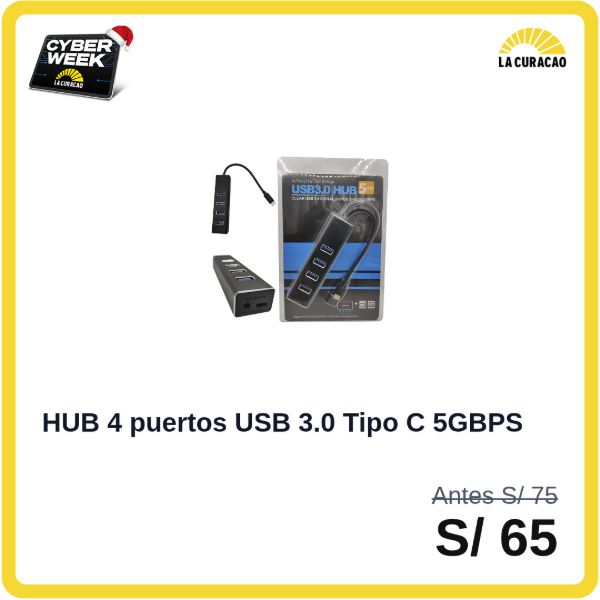 CYBER
WEEK
LA CURACAO
LA CURACAO
USB3.0 HUB 5
HUB 4 puertos USB 3.0 Tipo C 5GBPS
Antes S/ 75
S/ 65